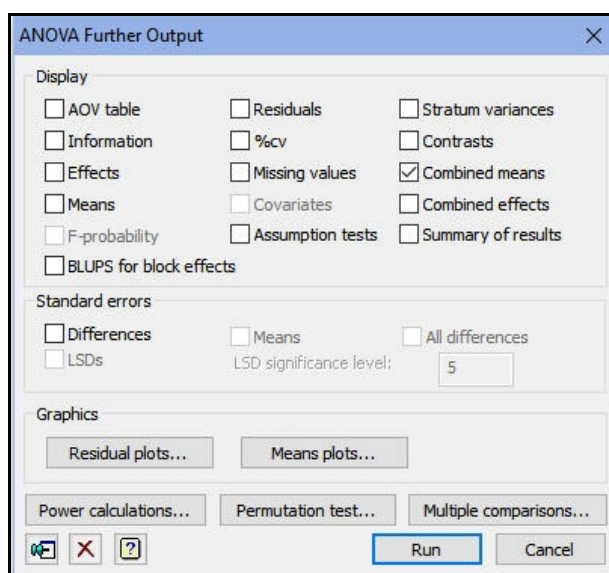 ANOVA Further Output
Display
AOV table Residuals Stratum variances
Information %cv Contrasts
Effects Missing values Combined means
Means Covariates Combined effects
F-probability Assumption tests Summary of results
BLUPS for block effects
Standard errors
Differences Means All differences
LSDs LSD significance level: 5
Graphics
Residual plots... Means plots...
Power calculations... Permutation test... Multiple comparisons...
Run Cancel